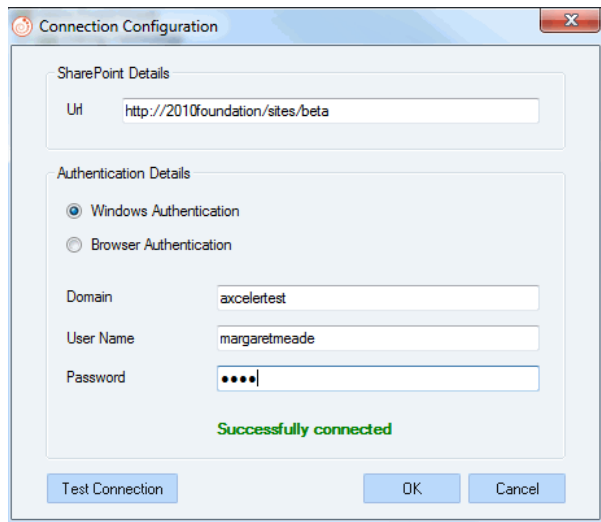 Connection Configuration
SharePoint Details
Url http://2010foundation/sites/beta
Authentication Details
Windows Authentication
Browser Authentication
Domain axcelertest
User Name margaretmeade
Password ●●●●
Successfully connected
Test Connection OK Cancel